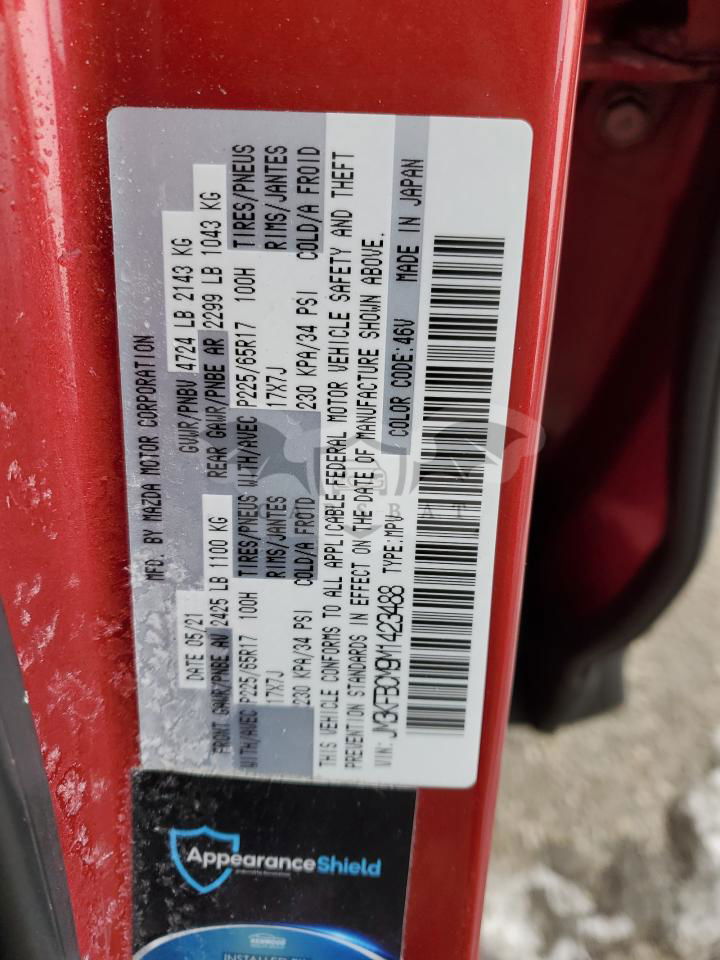 MFD. BY MAZDA MOTOR CORPORATION
DATE 05/21 GVWR/PNBV 4724 LB 2143 KG
FRONT GAWR/PNBE AV 2425 LB 1100 KG REAR GAWR/PNBE AR 2299 LB 1043 KG
WITH/AVEC P225/65R17 100H TIRES/PNEUS WITH/AVEC P225/65R17 100H TIRES/PNEUS
17X7J RIMS/JANTES 17X7J RIMS/JANTES
230 KPA/34 PSI COLD/A FROID 230 KPA/34 PSI COLD/A FROID
THIS VEHICLE CONFORMS TO ALL APPLICABLE FEDERAL MOTOR VEHICLE SAFETY AND THEFT
PREVENTION STANDARDS IN EFFECT ON THE DATE OF MANUFACTURE SHOWN ABOVE.
JM3KFBCM9M1423488 TYPE:MPV COLOR CODE:46V MADE IN JAPAN
AppearanceShield
KENWOOD